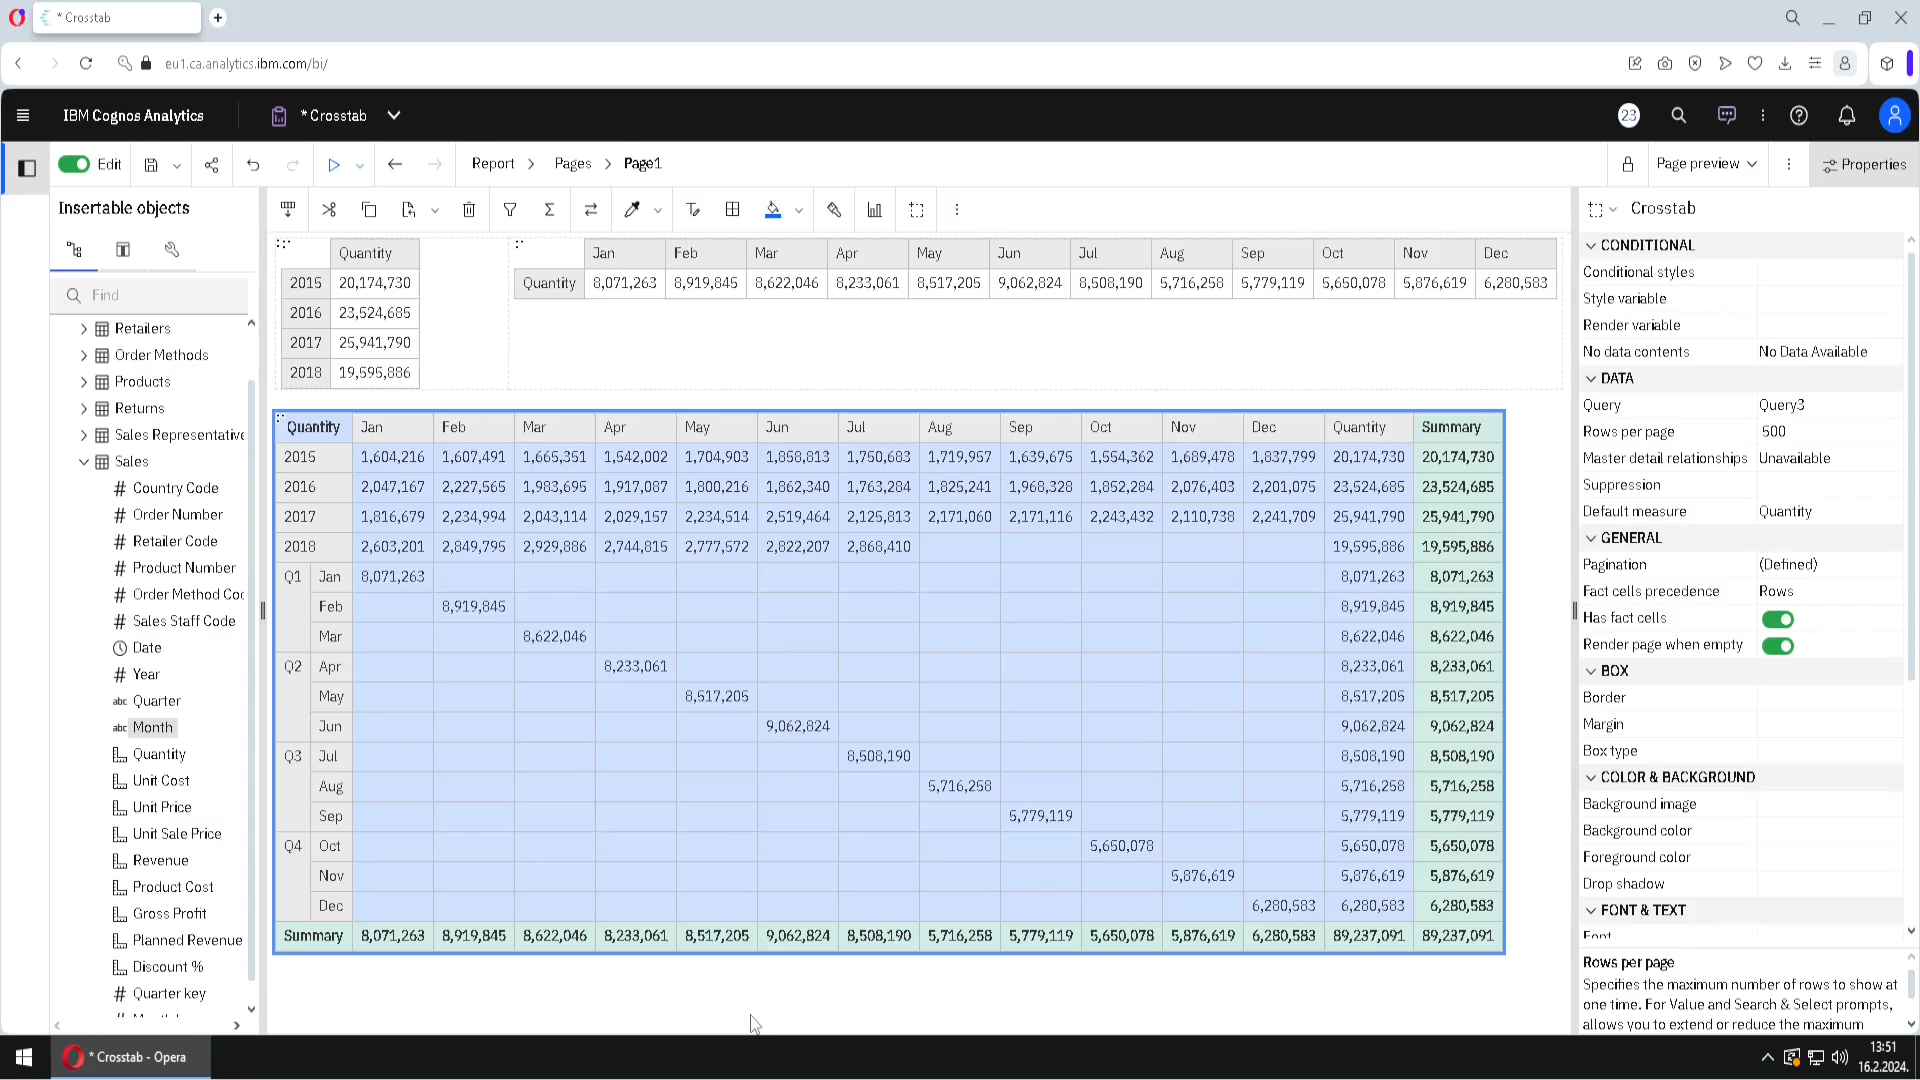 * Crosstab
eu1.ca.analytics.ibm.com/bi/
IBM Cognos Analytics
* Crosstab
23
Edit
Report > Pages > Page1
Page preview
Properties
Insertable objects
Find
Retailers
Order Methods
Products
Returns
Sales Representative
Sales
# Country Code
# Order Number
# Retailer Code
# Product Number
# Order Method Cod
# Sales Staff Code
Date
# Year
abc Quarter
abc Month
Quantity
Unit Cost
Unit Price
Unit Sale Price
Revenue
Product Cost
Gross Profit
Planned Revenue
Discount %
# Quarter key
Quantity
2015 20,174,730
2016 23,524,685
2017 25,941,790
2018 19,595,886
Jan Feb Mar Apr May Jun Jul Aug Sep Oct Nov Dec
Quantity 8,071,263 8,919,845 8,622,046 8,233,061 8,517,205 9,062,824 8,508,190 5,716,258 5,779,119 5,650,078 5,876,619 6,280,583
Quantity Jan Feb Mar Apr May Jun Jul Aug Sep Oct Nov Dec Quantity Summary
2015 1,604,216 1,607,491 1,665,351 1,542,002 1,704,903 1,858,813 1,750,683 1,719,957 1,639,675 1,554,362 1,689,478 1,837,799 20,174,730 20,174,730
2016 2,047,167 2,227,565 1,983,695 1,917,087 1,800,216 1,862,340 1,763,284 1,825,241 1,968,328 1,852,284 2,076,403 2,201,075 23,524,685 23,524,685
2017 1,816,679 2,234,994 2,043,114 2,029,157 2,234,514 2,519,464 2,125,813 2,171,060 2,171,116 2,243,432 2,110,738 2,241,709 25,941,790 25,941,790
2018 2,603,201 2,849,795 2,929,886 2,744,815 2,777,572 2,822,207 2,868,410 19,595,886 19,595,886
Q1 Jan 8,071,263 8,071,263 8,071,263
Feb 8,919,845 8,919,845 8,919,845
Mar 8,622,046 8,622,046 8,622,046
Q2 Apr 8,233,061 8,233,061 8,233,061
May 8,517,205 8,517,205 8,517,205
Jun 9,062,824 9,062,824 9,062,824
Q3 Jul 8,508,190 8,508,190 8,508,190
Aug 5,716,258 5,716,258 5,716,258
Sep 5,779,119 5,779,119 5,779,119
Q4 Oct 5,650,078 5,650,078 5,650,078
Nov 5,876,619 5,876,619 5,876,619
Dec 6,280,583 6,280,583 6,280,583
Summary 8,071,263 8,919,845 8,622,046 8,233,061 8,517,205 9,062,824 8,508,190 5,716,258 5,779,119 5,650,078 5,876,619 6,280,583 89,237,091 89,237,091
Crosstab
CONDITIONAL
Conditional styles
Style variable
Render variable
No data contents No Data Available
DATA
Query Query3
Rows per page 500
Master detail relationships Unavailable
Suppression
Default measure Quantity
GENERAL
Pagination (Defined)
Fact cells precedence Rows
Has fact cells
Render page when empty
BOX
Border
Margin
Box type
COLOR & BACKGROUND
Background image
Background color
Foreground color
Drop shadow
FONT & TEXT
Font
Rows per page
Specifies the maximum number of rows to show at
one time. For Value and Search & Select prompts,
allows you to extend or reduce the maximum
* Crosstab - Opera
13:51
16.2.2024.